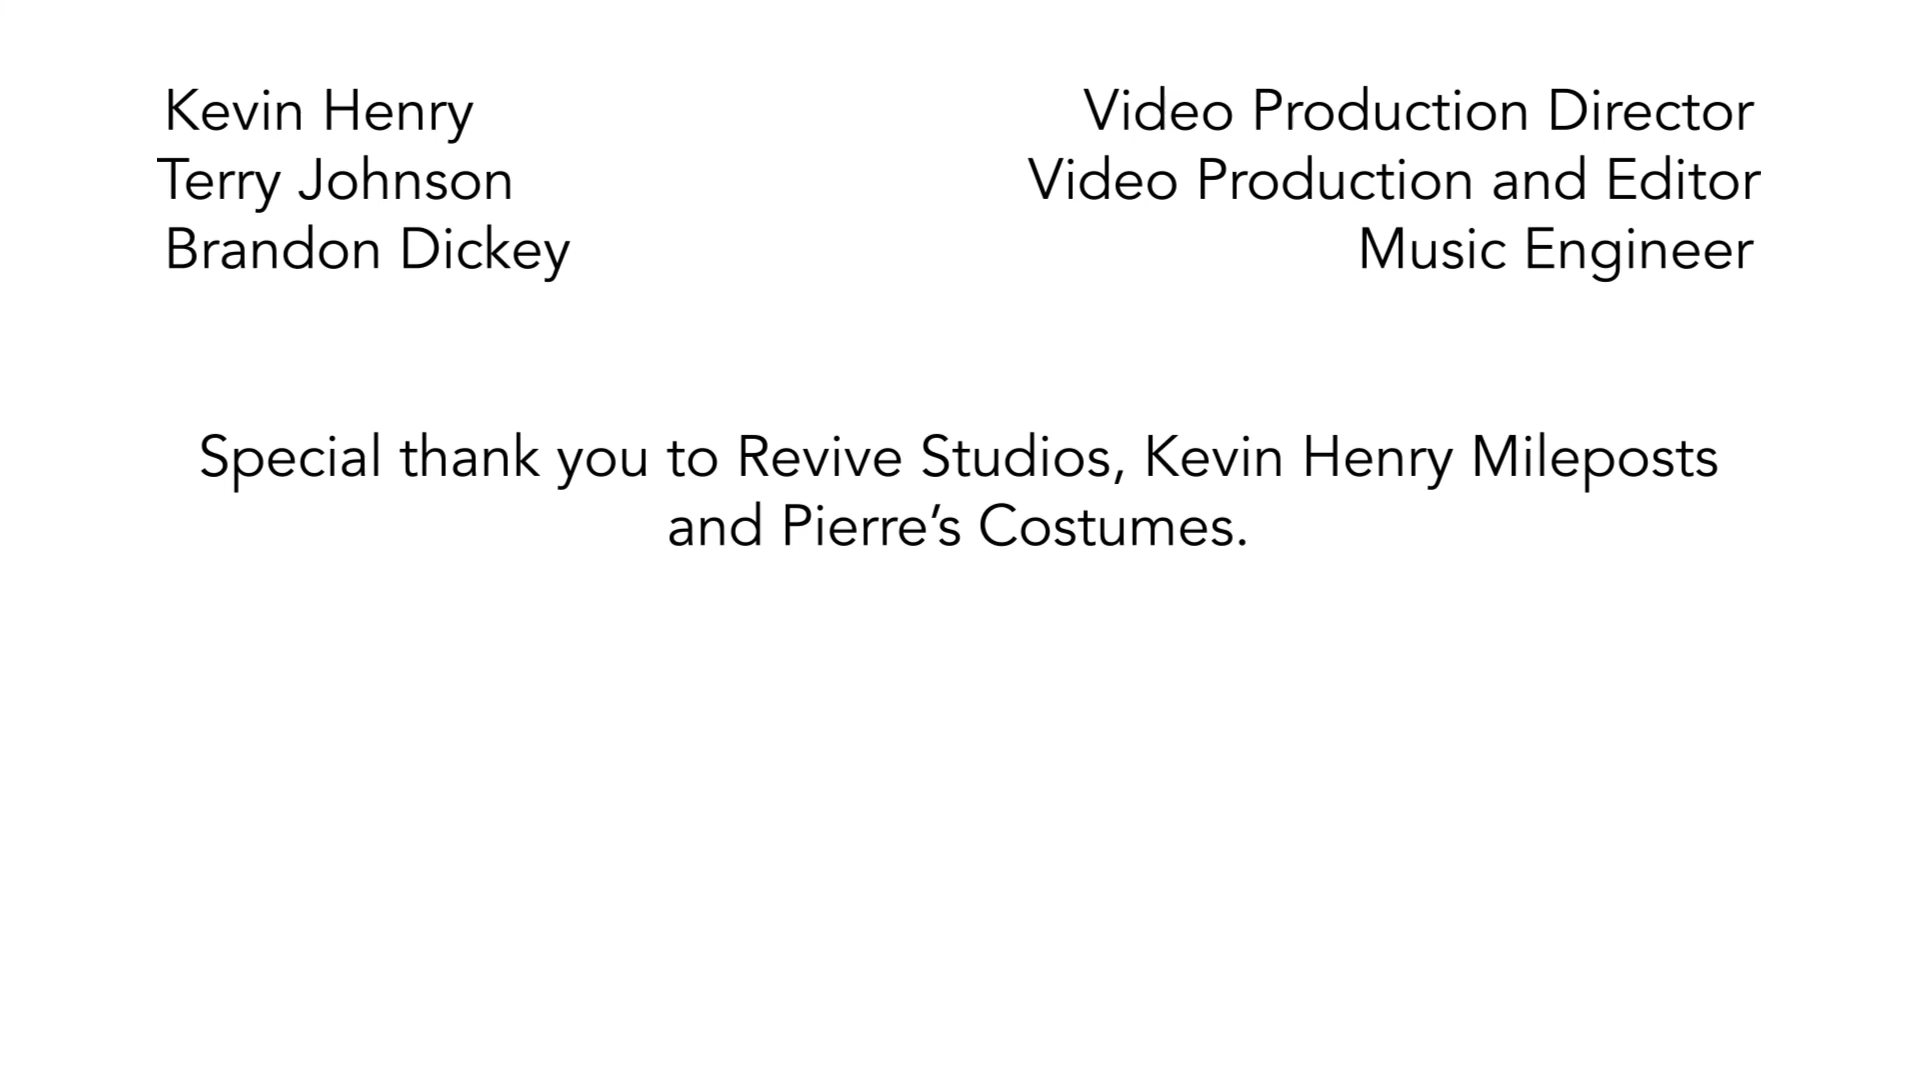 Kevin Henry Video Production Director
Terry Johnson Video Production and Editor
Brandon Dickey Music Engineer
Special thank you to Revive Studios, Kevin Henry Mileposts
and Pierre’s Costumes.